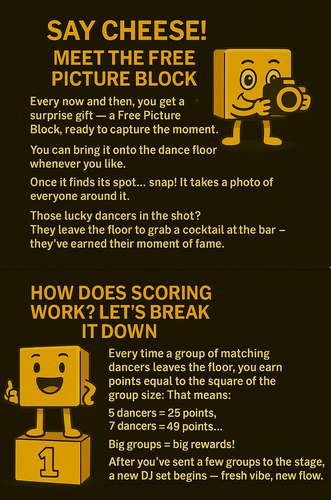 SAY CHEESE!
MEET THE FREE
PICTURE BLOCK
Every now and then, you get a
surprise gift — a Free Picture
Block, ready to capture the moment.
You can bring it onto the dance floor
whenever you like.
Once it finds its spot... snap! It takes a photo of
everyone around it.
Those lucky dancers in the shot?
They leave the floor to grab a cocktail at the bar –
they've earned their moment of fame.
HOW DOES SCORING
WORK? LET'S BREAK
IT DOWN
Every time a group of matching
dancers leaves the floor, you earn
points equal to the square of the
group size: That means:
5 dancers = 25 points,
7 dancers = 49 points...
Big groups = big rewards!
After you've sent a few groups to the stage,
a new DJ set begins — fresh vibe, new flow.
1